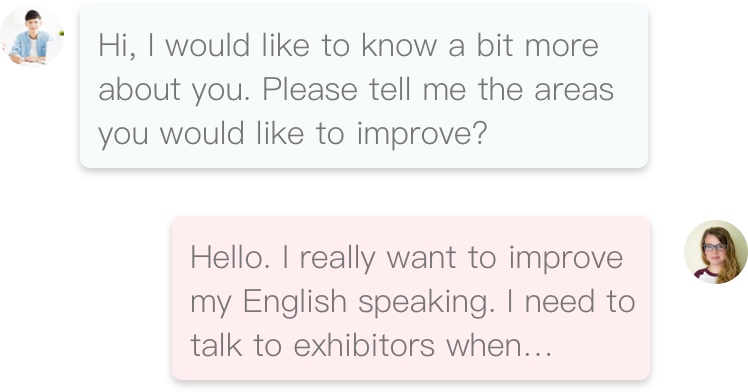 Hi, I would like to know a bit more
about you. Please tell me the areas
you would like to improve?
Hello. I really want to improve
my English speaking. I need to
talk to exhibitors when...